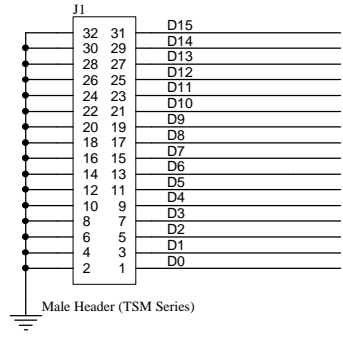 J1
32 31 D15
30 29 D14
28 27 D13
26 25 D12
24 23 D11
22 21 D10
20 19 D9
18 17 D8
16 15 D7
14 13 D6
12 11 D5
10 9 D4
8 7 D3
6 5 D2
4 3 D1
2 1 D0
Male Header (TSM Series)